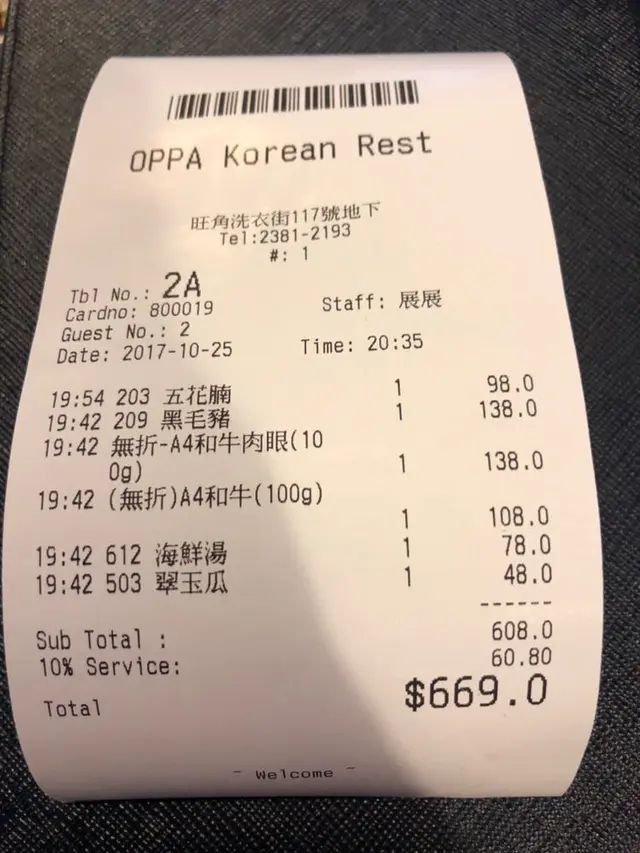 OPPA Korean Rest
旺角洗衣街117號地下
Tel:2381-2193
#: 1
Tbl No.: 2A
Cardno: 800019 Staff: 展展
Guest No.: 2
Date: 2017-10-25 Time: 20:35
19:54 203 五花腩 1 98.0
19:42 209 黑毛豬 1 138.0
19:42 無折-A4和牛肉眼(10
0g) 1 138.0
19:42 (無折)A4和牛(100g)
1 108.0
19:42 612 海鮮湯 1 78.0
19:42 503 翠玉瓜 1 48.0
------
Sub Total : 608.0
10% Service: 60.80
Total $669.0
- Welcome -